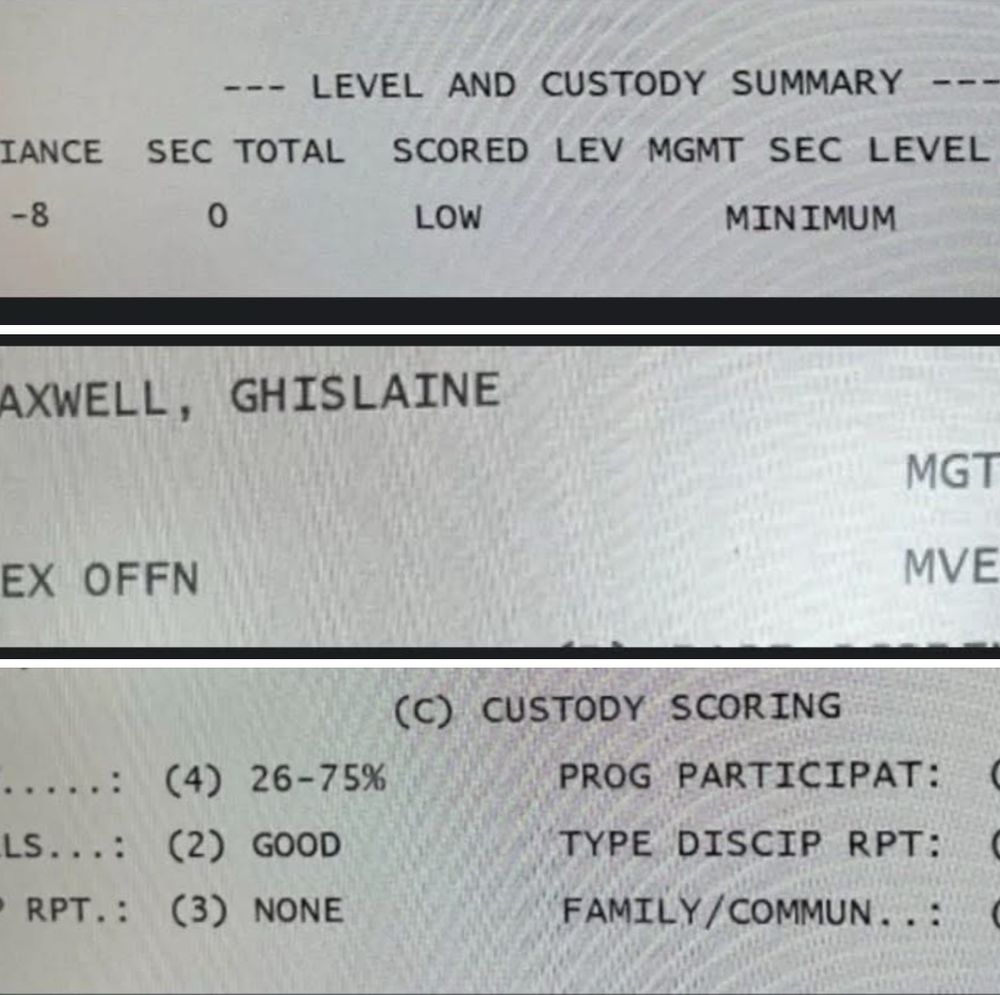 --- LEVEL AND CUSTODY SUMMARY ---
IANCE SEC TOTAL SCORED LEV MGMT SEC LEVEL
-8 0 LOW MINIMUM
AXWELL, GHISLAINE
MGT
EX OFFN
MVE
(C) CUSTODY SCORING
.....: (4) 26-75% PROG PARTICIPAT: (
LS...: (2) GOOD TYPE DISCIP RPT: (
RPT.: (3) NONE FAMILY/COMMUN..: (